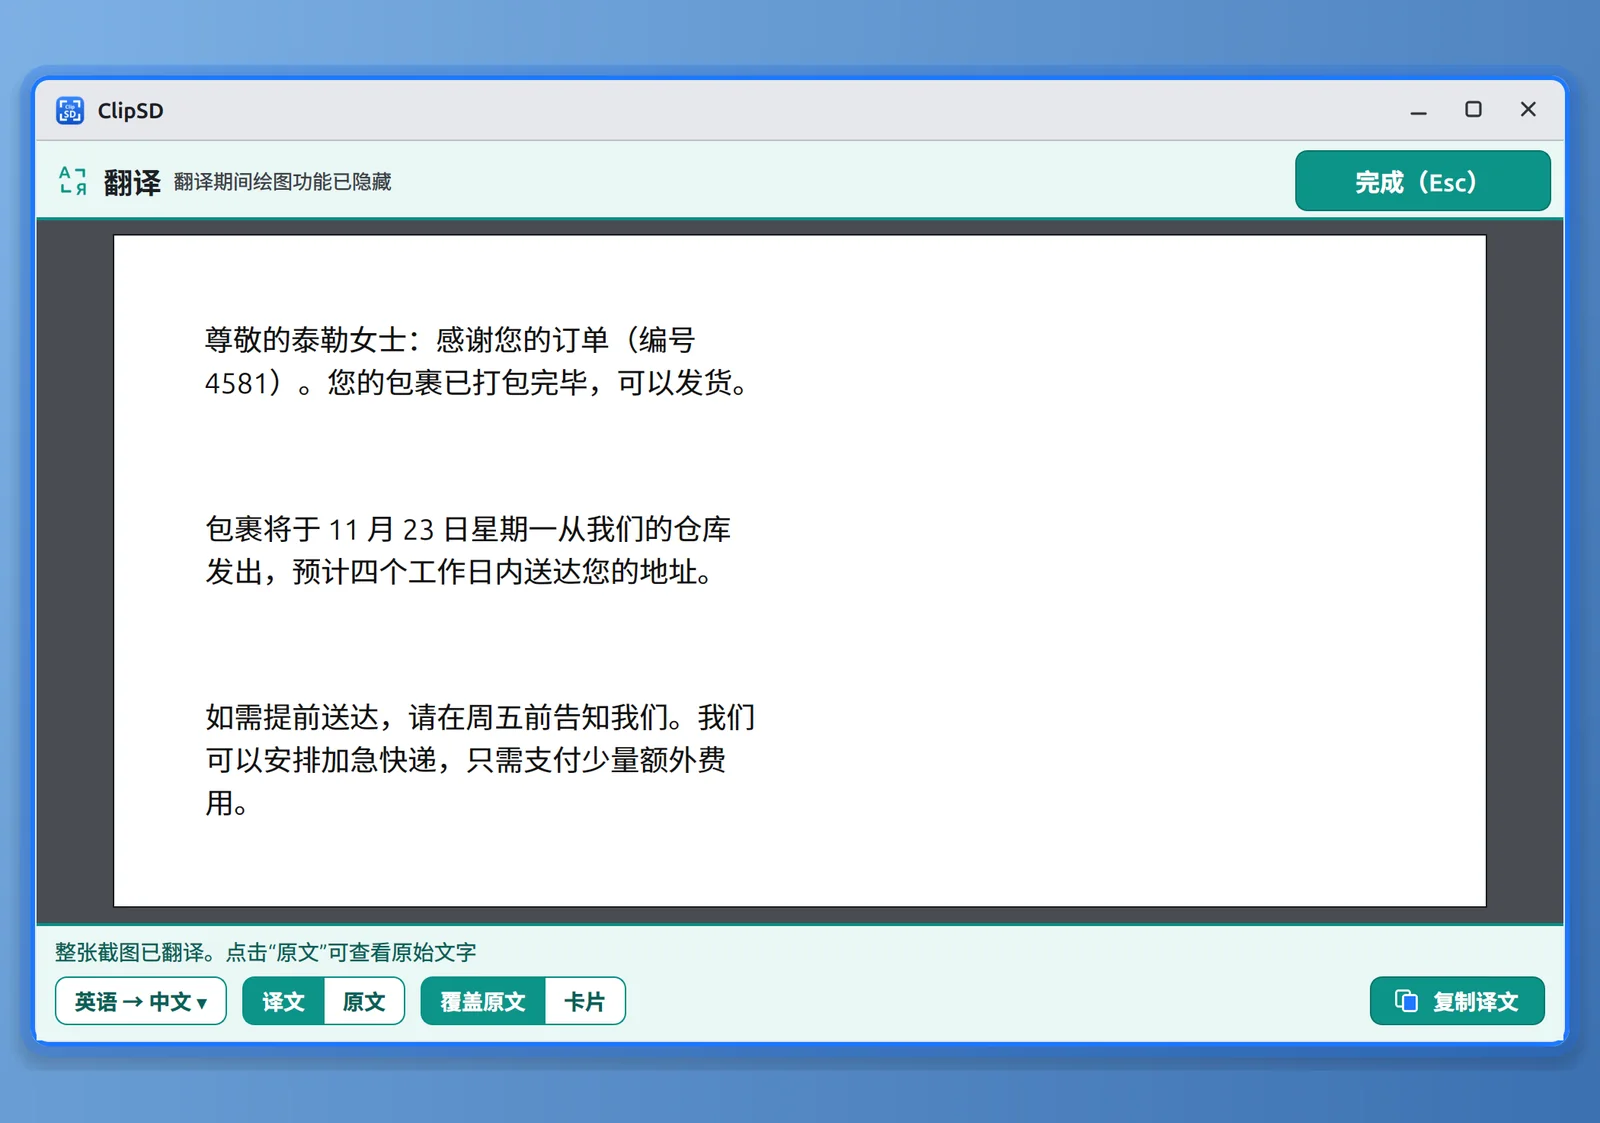 ClipSD
翻译 翻译期间绘图功能已隐藏
完成（Esc）
尊敬的泰勒女士：感谢您的订单（编号
4581）。您的包裹已打包完毕，可以发货。
包裹将于 11 月 23 日星期一从我们的仓库
发出，预计四个工作日内送达您的地址。
如需提前送达，请在周五前告知我们。我们
可以安排加急快递，只需支付少量额外费
用。
整张截图已翻译。点击“原文”可查看原始文字
英语 → 中文 ▾
译文 原文
覆盖原文 卡片
复制译文